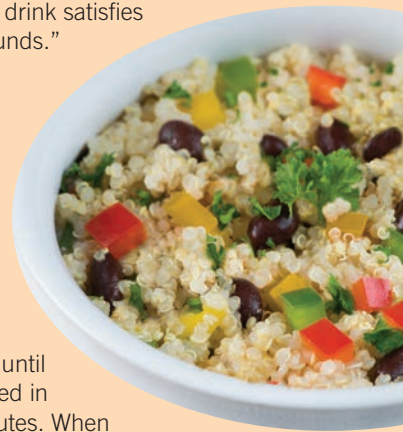 drink satisfies
unds.”
until
ed in
utes. When